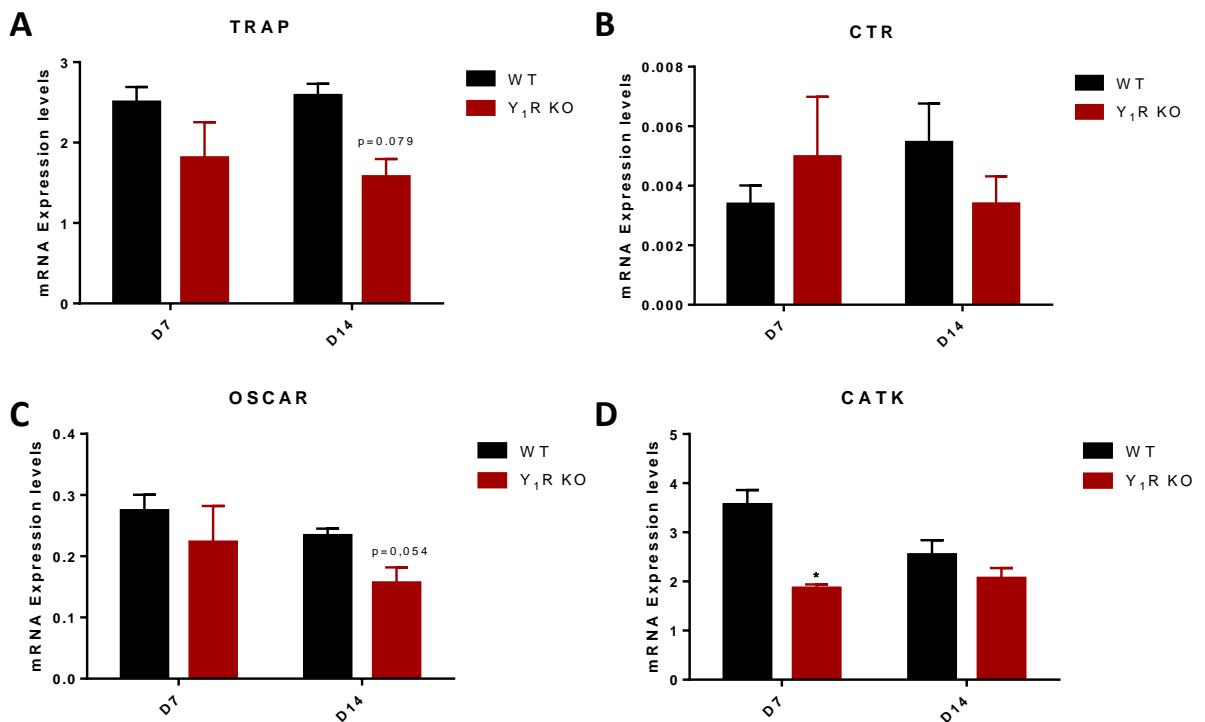 A
TRAP
mRNA Expression levels
3
2
1
0
p=0.079
D7
D14
WT
Y₁R KO
B
CTR
mRNA Expression levels
0.008
0.006
0.004
0.002
0.000
D7
D14
WT
Y₁R KO
C
OSCAR
mRNA Expression levels
0.4
0.3
0.2
0.1
0.0
p=0,054
D7
D14
WT
Y₁R KO
D
CATK
mRNA Expression levels
5
4
3
2
1
0
*
D7
D14
WT
Y₁R KO